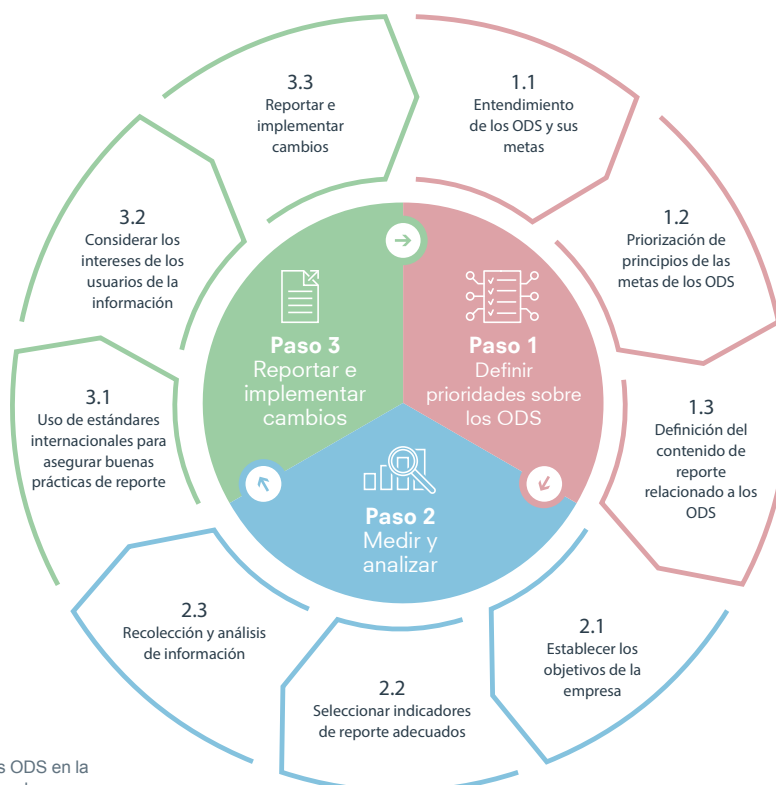 3.3
Reportar e
implementar
cambios
1.1
Entendimiento
de los ODS y sus
metas
1.2
Priorización de
principios de las
metas de los ODS
1.3
Definición del
contenido de
reporte
relacionado a los
ODS
2.1
Establecer los
objetivos de la
empresa
2.2
Seleccionar indicadores
de reporte adecuados
2.3
Recolección y análisis
de información
3.1
Uso de estándares
internacionales para
asegurar buenas
prácticas de reporte
3.2
Considerar los
intereses de los
usuarios de la
información
Paso 3
Reportar e
implementar
cambios
Paso 1
Definir
prioridades sobre
los ODS
Paso 2
Medir y
analizar
ODS en la